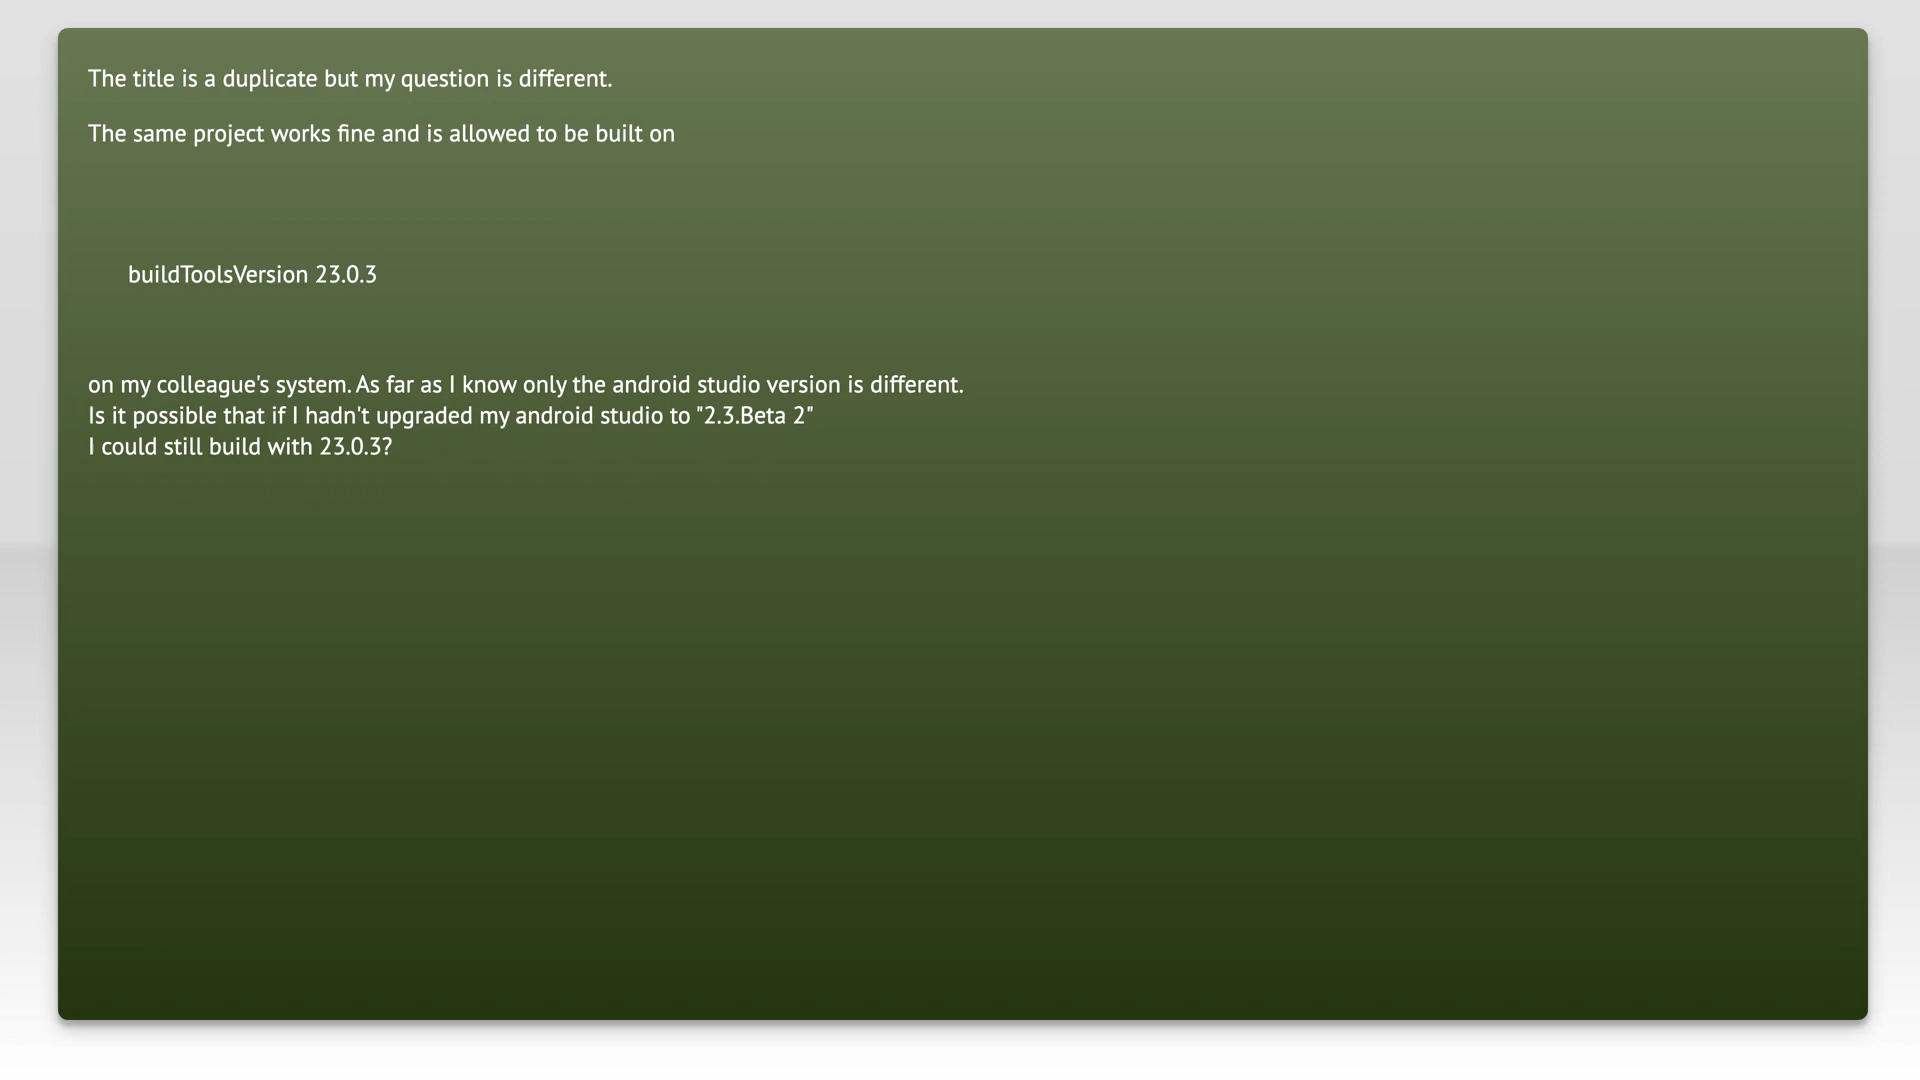 The title is a duplicate but my question is different.
The same project works fine and is allowed to be built on
buildToolsVersion 23.0.3
on my colleague's system. As far as I know only the android studio version is different.
Is it possible that if I hadn't upgraded my android studio to "2.3.Beta 2"
I could still build with 23.0.3?